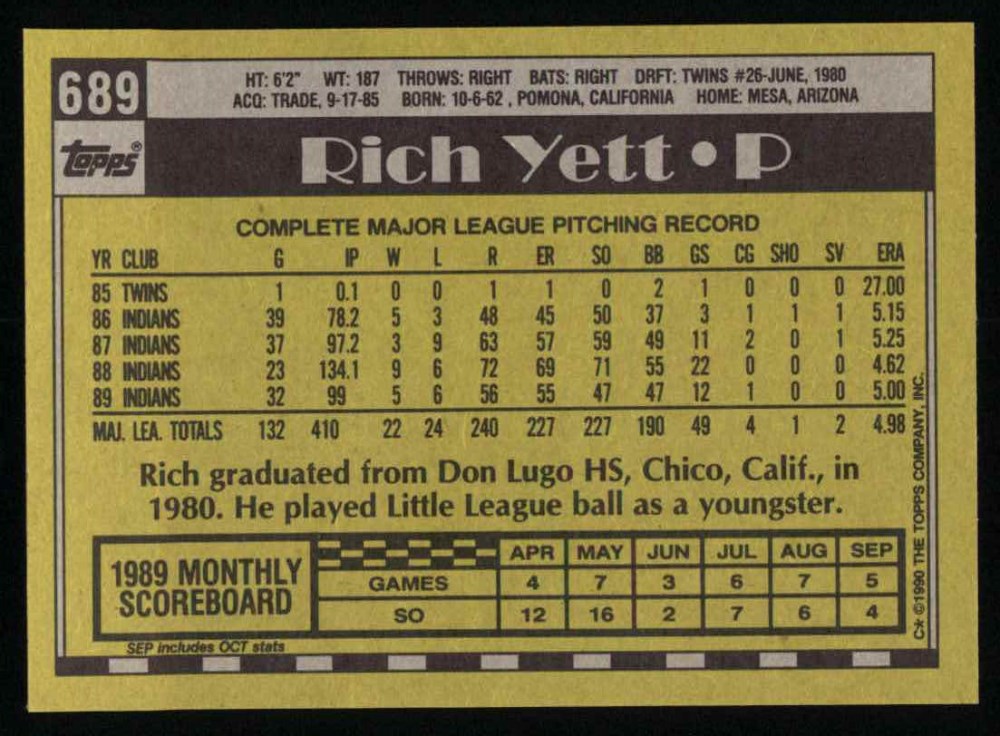 689
HT: 6'2" WT: 187 THROWS: RIGHT BATS: RIGHT DRFT: TWINS #26-JUNE, 1980
ACQ: TRADE, 9-17-85 BORN: 10-6-62 , POMONA, CALIFORNIA HOME: MESA, ARIZONA
topps®
Rich Yett • P
COMPLETE MAJOR LEAGUE PITCHING RECORD
YR CLUB G IP W L R ER SO BB GS CG SHO SV ERA
85 TWINS 1 0.1 0 0 1 1 0 2 1 0 0 0 27.00
86 INDIANS 39 78.2 5 3 48 45 50 37 3 1 1 1 5.15
87 INDIANS 37 97.2 3 9 63 57 59 49 11 2 0 1 5.25
88 INDIANS 23 134.1 9 6 72 69 71 55 22 0 0 0 4.62
89 INDIANS 32 99 5 6 56 55 47 47 12 1 0 0 5.00
MAJ. LEA. TOTALS 132 410 22 24 240 227 227 190 49 4 1 2 4.98
Rich graduated from Don Lugo HS, Chico, Calif., in
1980. He played Little League ball as a youngster.
1989 MONTHLY
SCOREBOARD
APR MAY JUN JUL AUG SEP
GAMES 4 7 3 6 7 5
SO 12 16 2 7 6 4
SEP includes OCT stats
C* ©1990 THE TOPPS COMPANY, INC.